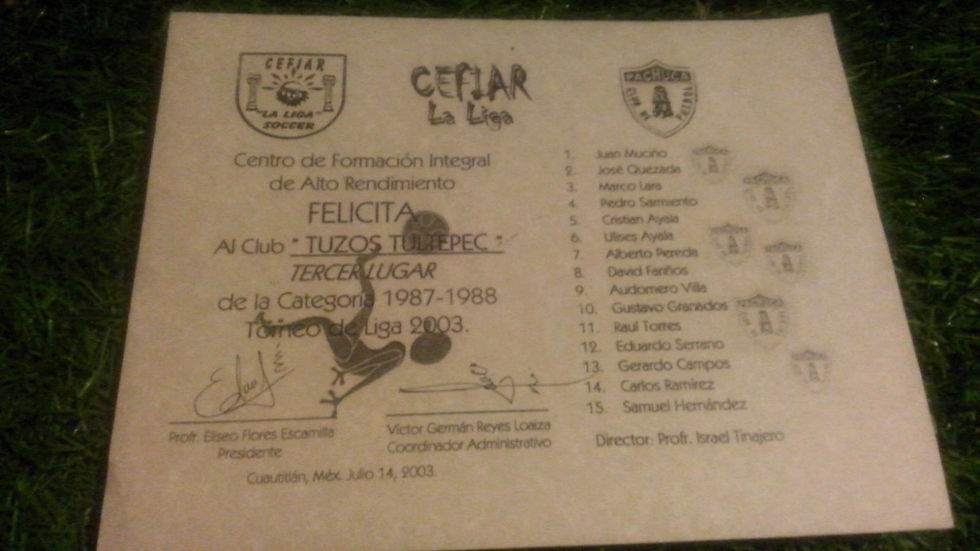 CEFIAR
"LA LIGA"
SOCCER
CEFIAR
La Liga
PACHUCA
Centro de Formación Integral
de Alto Rendimiento
FELICITA
Al Club "TUZOS TULTEPEC"
TERCER LUGAR
de la Categoria 1987-1988
Torneo de Liga 2003.
Profr. Eliseo Flores Escamilla
Presidente
Víctor Germán Reyes Loaiza
Coordinador Administrativo
Cuautitlán, Méx. Julio 14, 2003.
1. Juan Muciño
2. José Quezada
3. Marco Lara
4. Pedro Sarmiento
5. Cristian Ayala
6. Ulises Ayala
7. Alberto Pereda
8. David Fariños
9. Audomero Villa
10. Gustavo Granados
11. Raul Torres
12. Eduardo Serrano
13. Gerardo Campos
14. Carlos Ramírez
15. Samuel Hernández
Director: Profr. Israel Tinajero